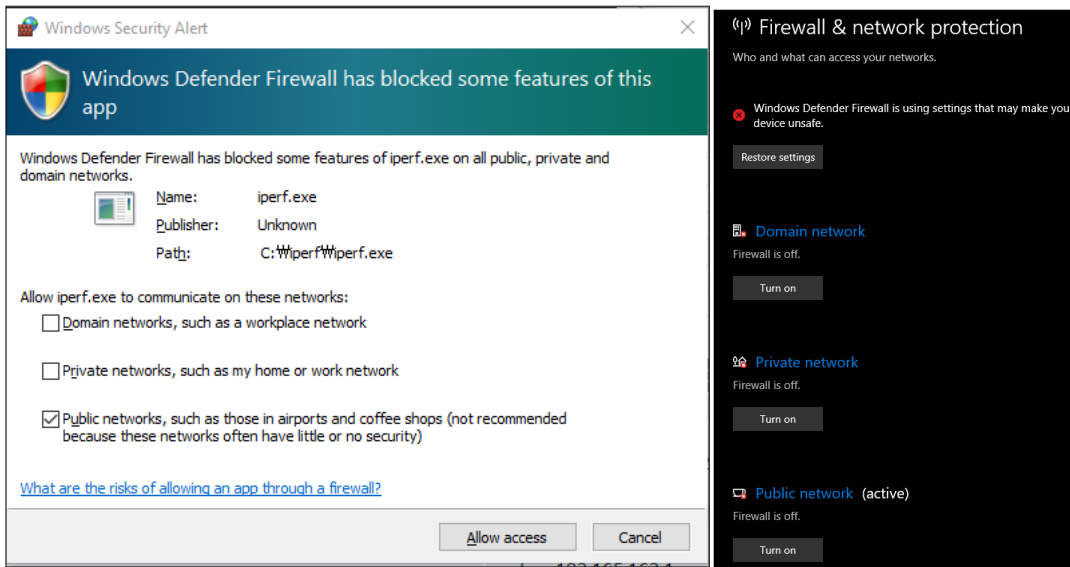 Windows Security Alert
Windows Defender Firewall has blocked some features of this
app
Windows Defender Firewall has blocked some features of iperf.exe on all public, private and
domain networks.
Name: iperf.exe
Publisher: Unknown
Path: C:₩iperf₩iperf.exe
Allow iperf.exe to communicate on these networks:
Domain networks, such as a workplace network
Private networks, such as my home or work network
Public networks, such as those in airports and coffee shops (not recommended
because these networks often have little or no security)
What are the risks of allowing an app through a firewall?
Allow access Cancel
Firewall & network protection
Who and what can access your networks.
Windows Defender Firewall is using settings that may make you
device unsafe.
Restore settings
Domain network
Firewall is off.
Turn on
Private network
Firewall is off.
Turn on
Public network (active)
Firewall is off.
Turn on